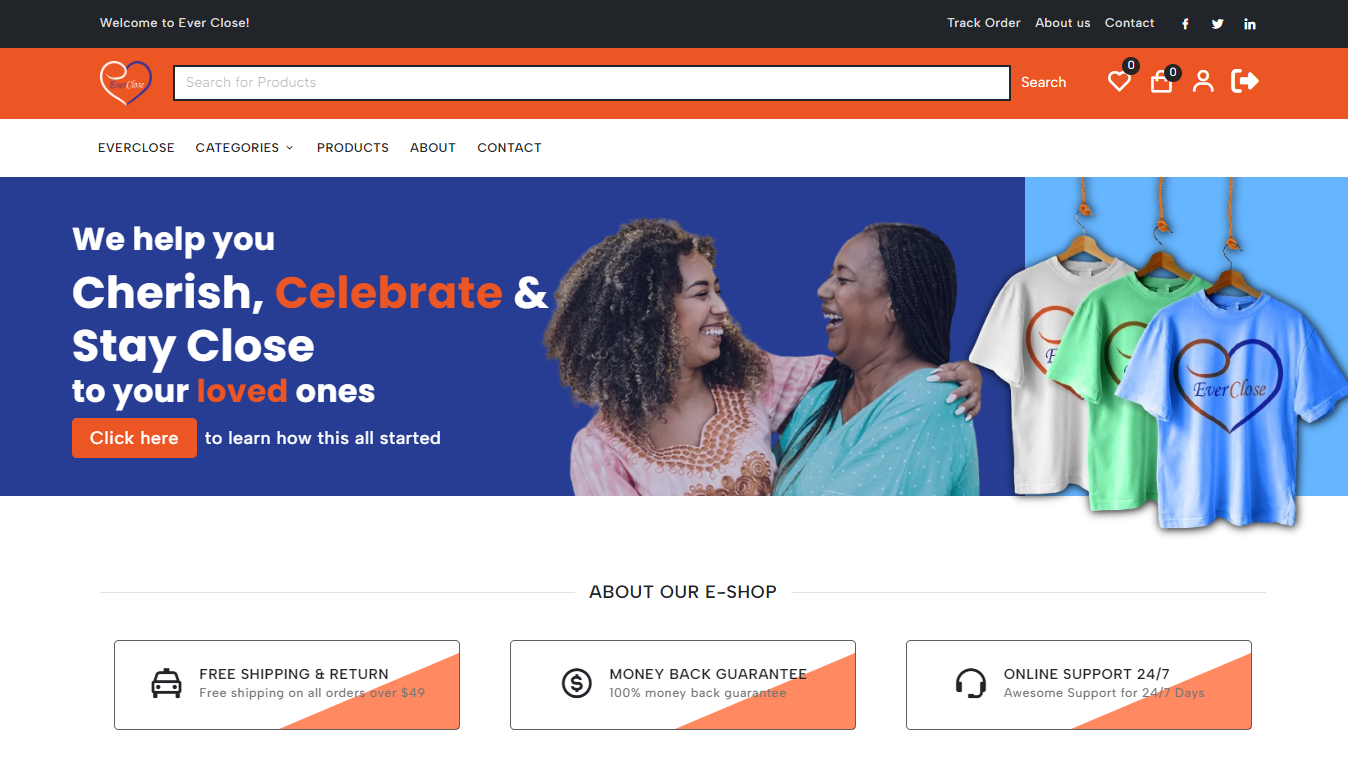 Welcome to Ever Close!
Track Order About us Contact
EverClose
Search for Products
Search
0
0
EVERCLOSE CATEGORIES PRODUCTS ABOUT CONTACT
We help you
Cherish, Celebrate &
Stay Close
to your loved ones
Click here to learn how this all started
E
EverClose
ABOUT OUR E-SHOP
FREE SHIPPING & RETURN
Free shipping on all orders over $49
MONEY BACK GUARANTEE
100% money back guarantee
ONLINE SUPPORT 24/7
Awesome Support for 24/7 Days